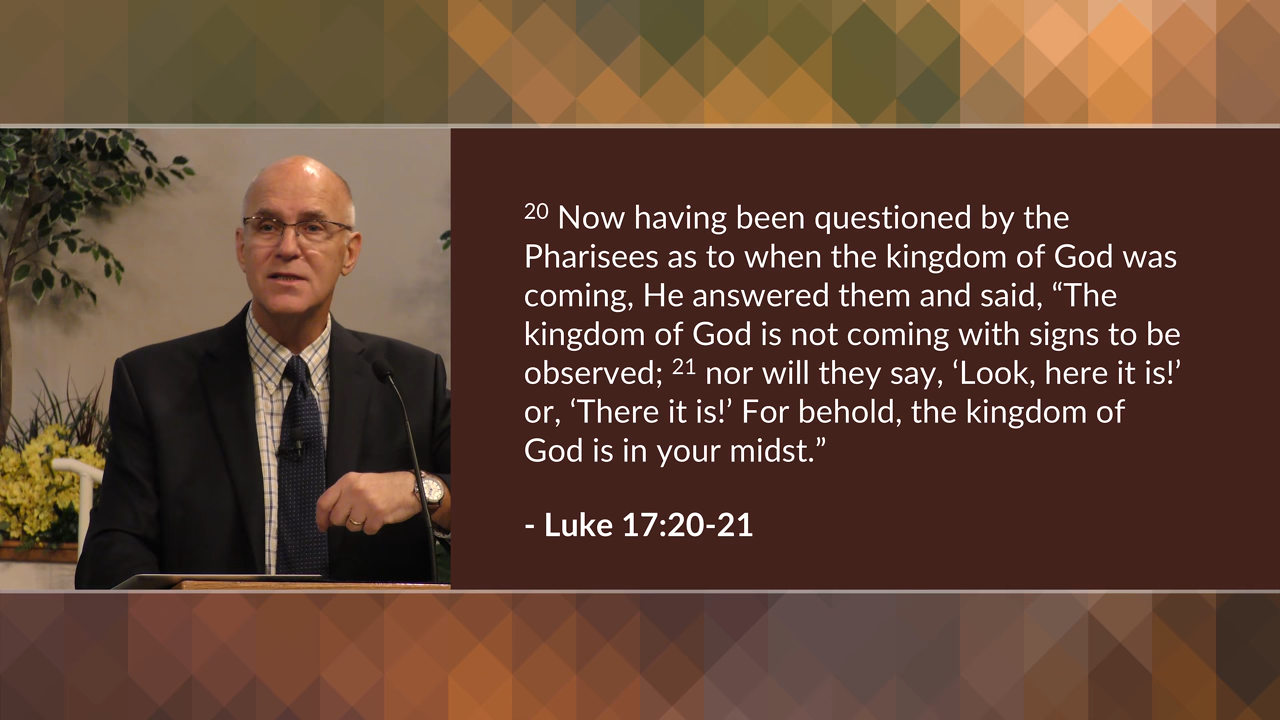 20 Now having been questioned by the
Pharisees as to when the kingdom of God was
coming, He answered them and said, “The
kingdom of God is not coming with signs to be
observed; 21 nor will they say, ‘Look, here it is!’
or, ‘There it is!’ For behold, the kingdom of
God is in your midst.”
- Luke 17:20-21